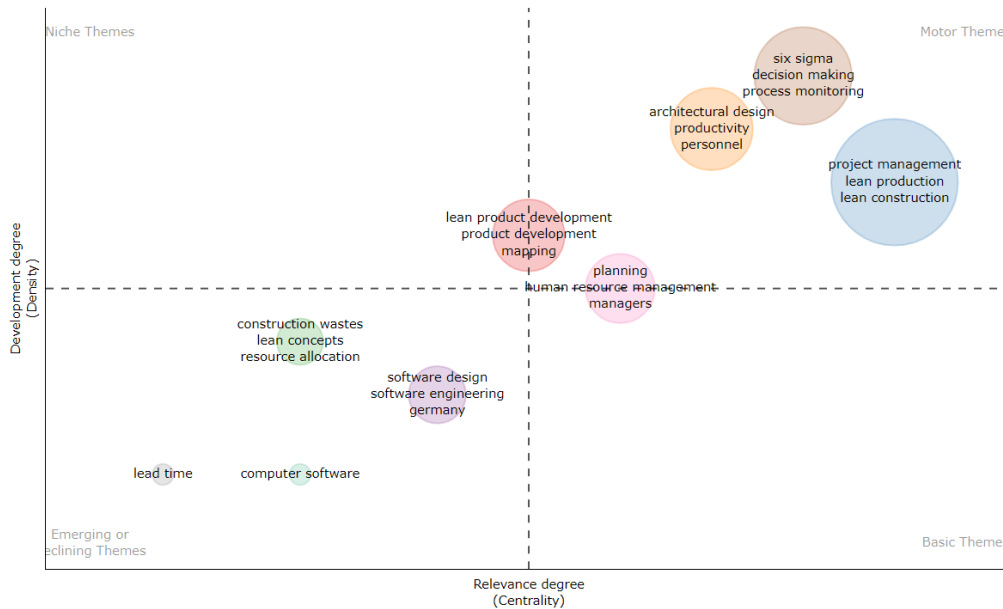 Niche Themes
Motor Theme
six sigma
decision making
process monitoring
architectural design
productivity
personnel
project management
lean production
lean construction
lean product development
product development
mapping
planning
human resource management
managers
construction wastes
lean concepts
resource allocation
software design
software engineering
germany
lead time
computer software
Emerging or
eclining Themes
Basic Theme
Development degree
(Density)
Relevance degree
(Centrality)